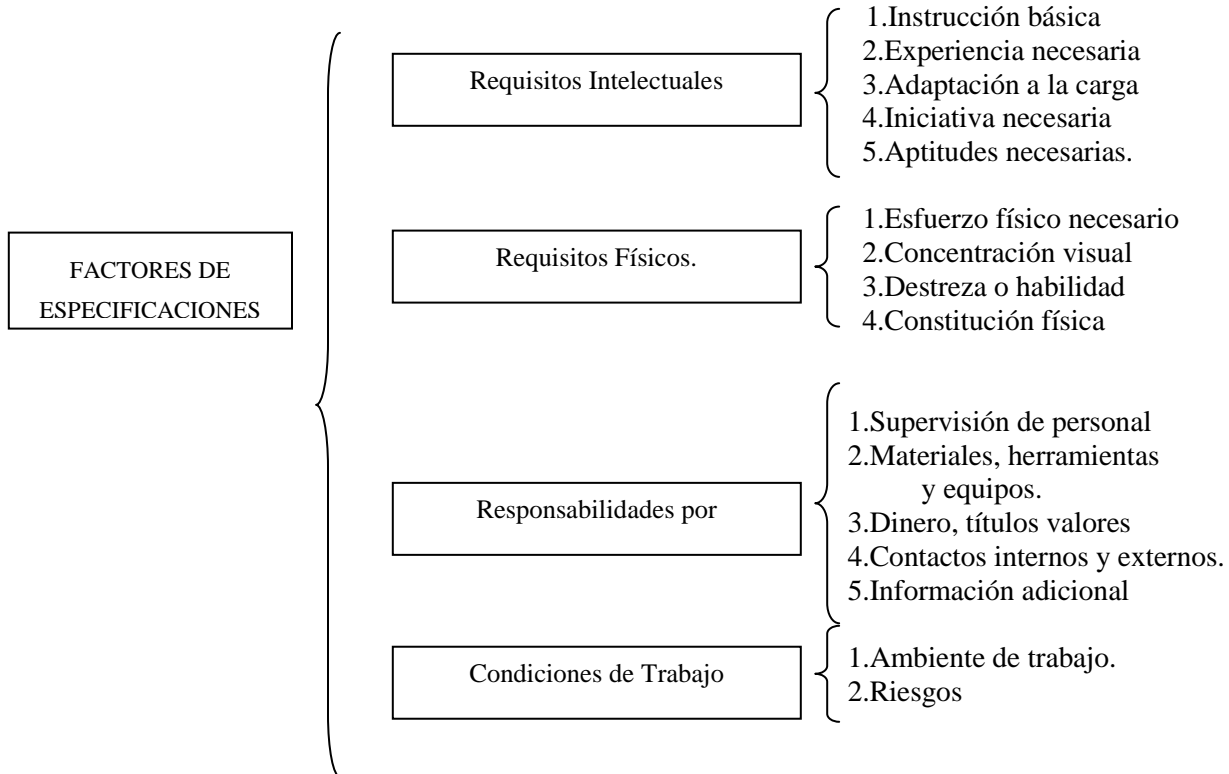 FACTORES DE
ESPECIFICACIONES
Requisitos Intelectuales
1.Instrucción básica
2.Experiencia necesaria
3.Adaptación a la carga
4.Iniciativa necesaria
5.Aptitudes necesarias.
Requisitos Físicos.
1.Esfuerzo físico necesario
2.Concentración visual
3.Destreza o habilidad
4.Constitución física
Responsabilidades por
1.Supervisión de personal
2.Materiales, herramientas
y equipos.
3.Dinero, títulos valores
4.Contactos internos y externos.
5.Información adicional
Condiciones de Trabajo
1.Ambiente de trabajo.
2.Riesgos